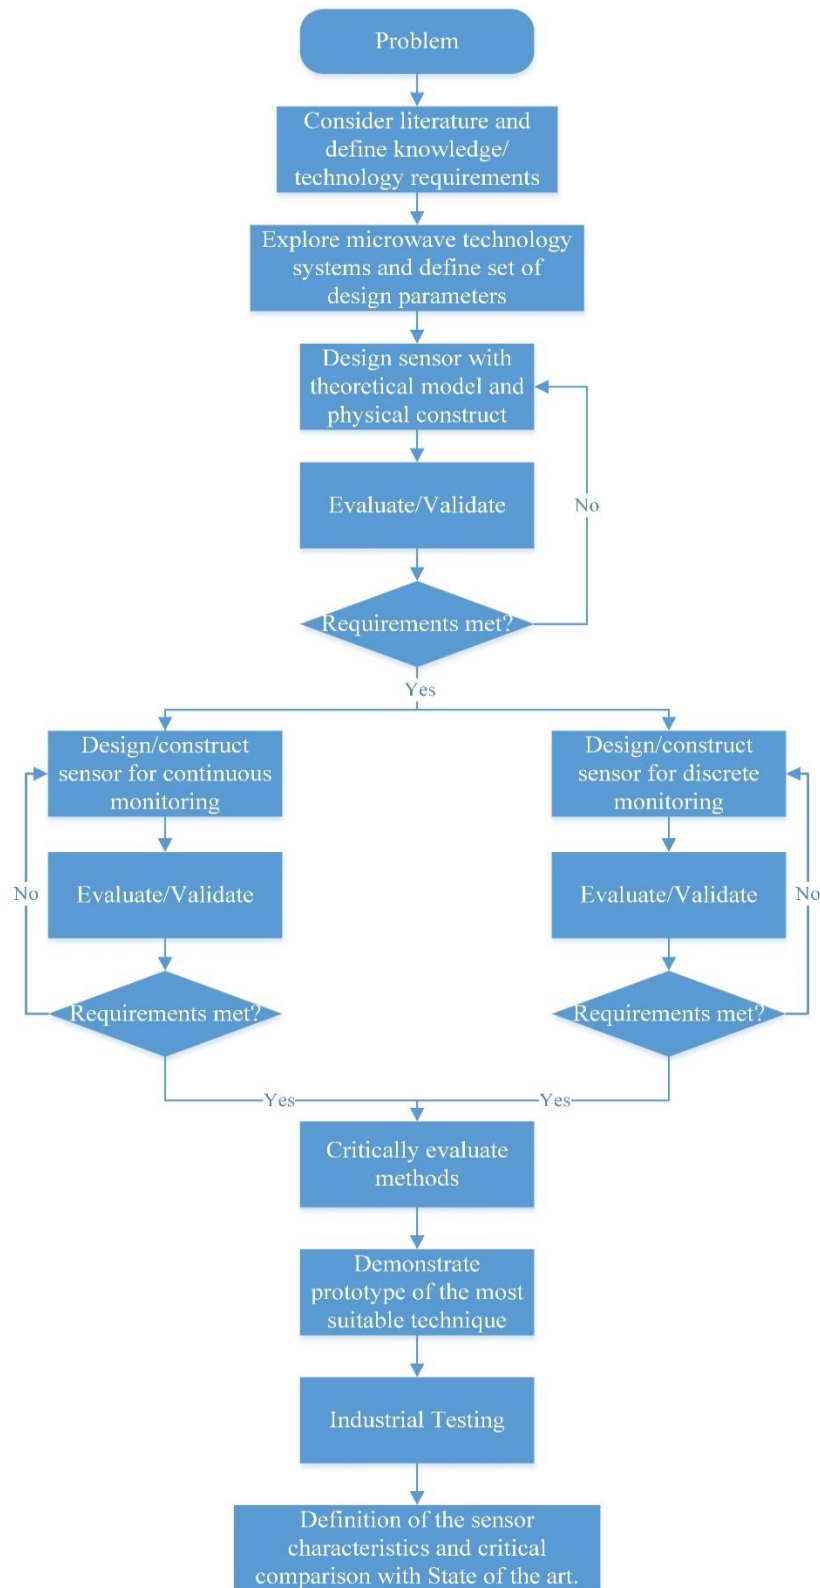 Problem
Consider literature and
define knowledge/
technology requirements
Explore microwave technology
systems and define set of
design parameters
Design sensor with
theoretical model and
physical construct
Evaluate/Validate
No
Requirements met?
Yes
Design/construct
sensor for continuous
monitoring
Evaluate/Validate
No
Requirements met?
Design/construct
sensor for discrete
monitoring
Evaluate/Validate
No
Requirements met?
Yes
Yes
Critically evaluate
methods
Demonstrate
prototype of the most
suitable technique
Industrial Testing
Definition of the sensor
characteristics and critical
comparison with State of the art.